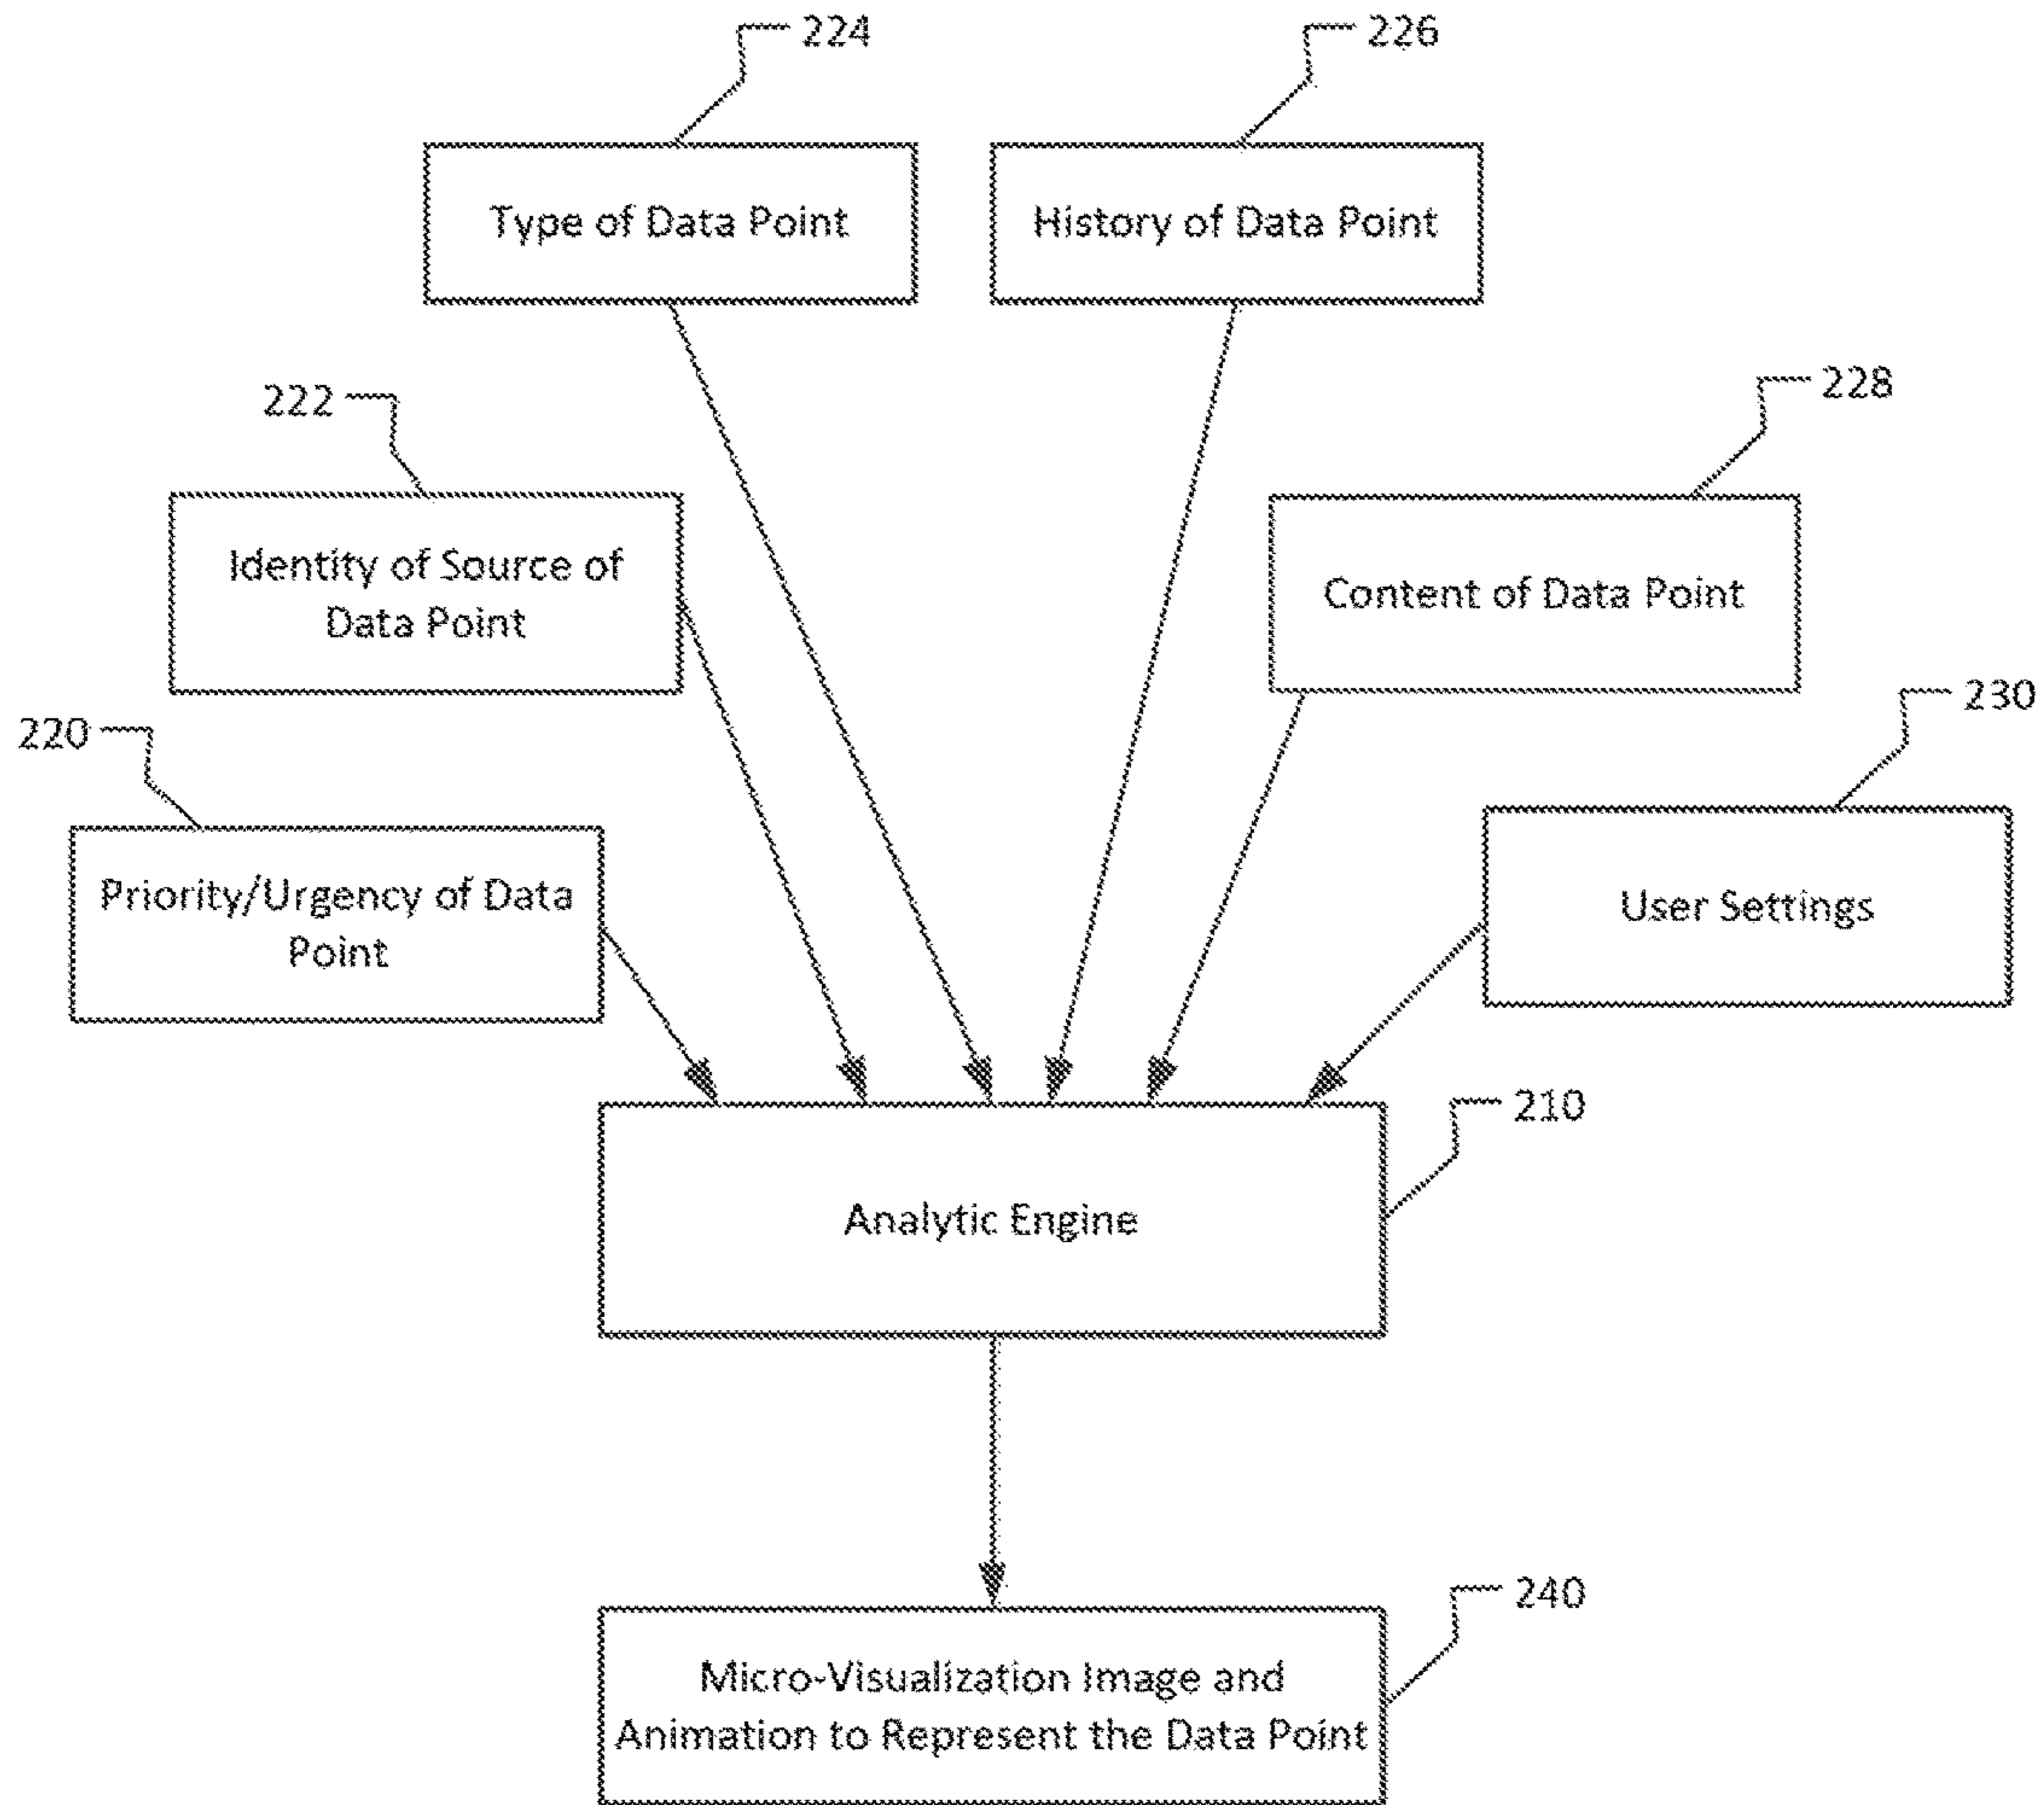 224
226
Type of Data Point
History of Data Point
222
228
Identity of Source of
Data Point
Content of Data Point
220
230
Priority/Urgency of Data
Point
User Settings
210
Analytic Engine
240
Micro-Visualization Image and
Animation to Represent the Data Point